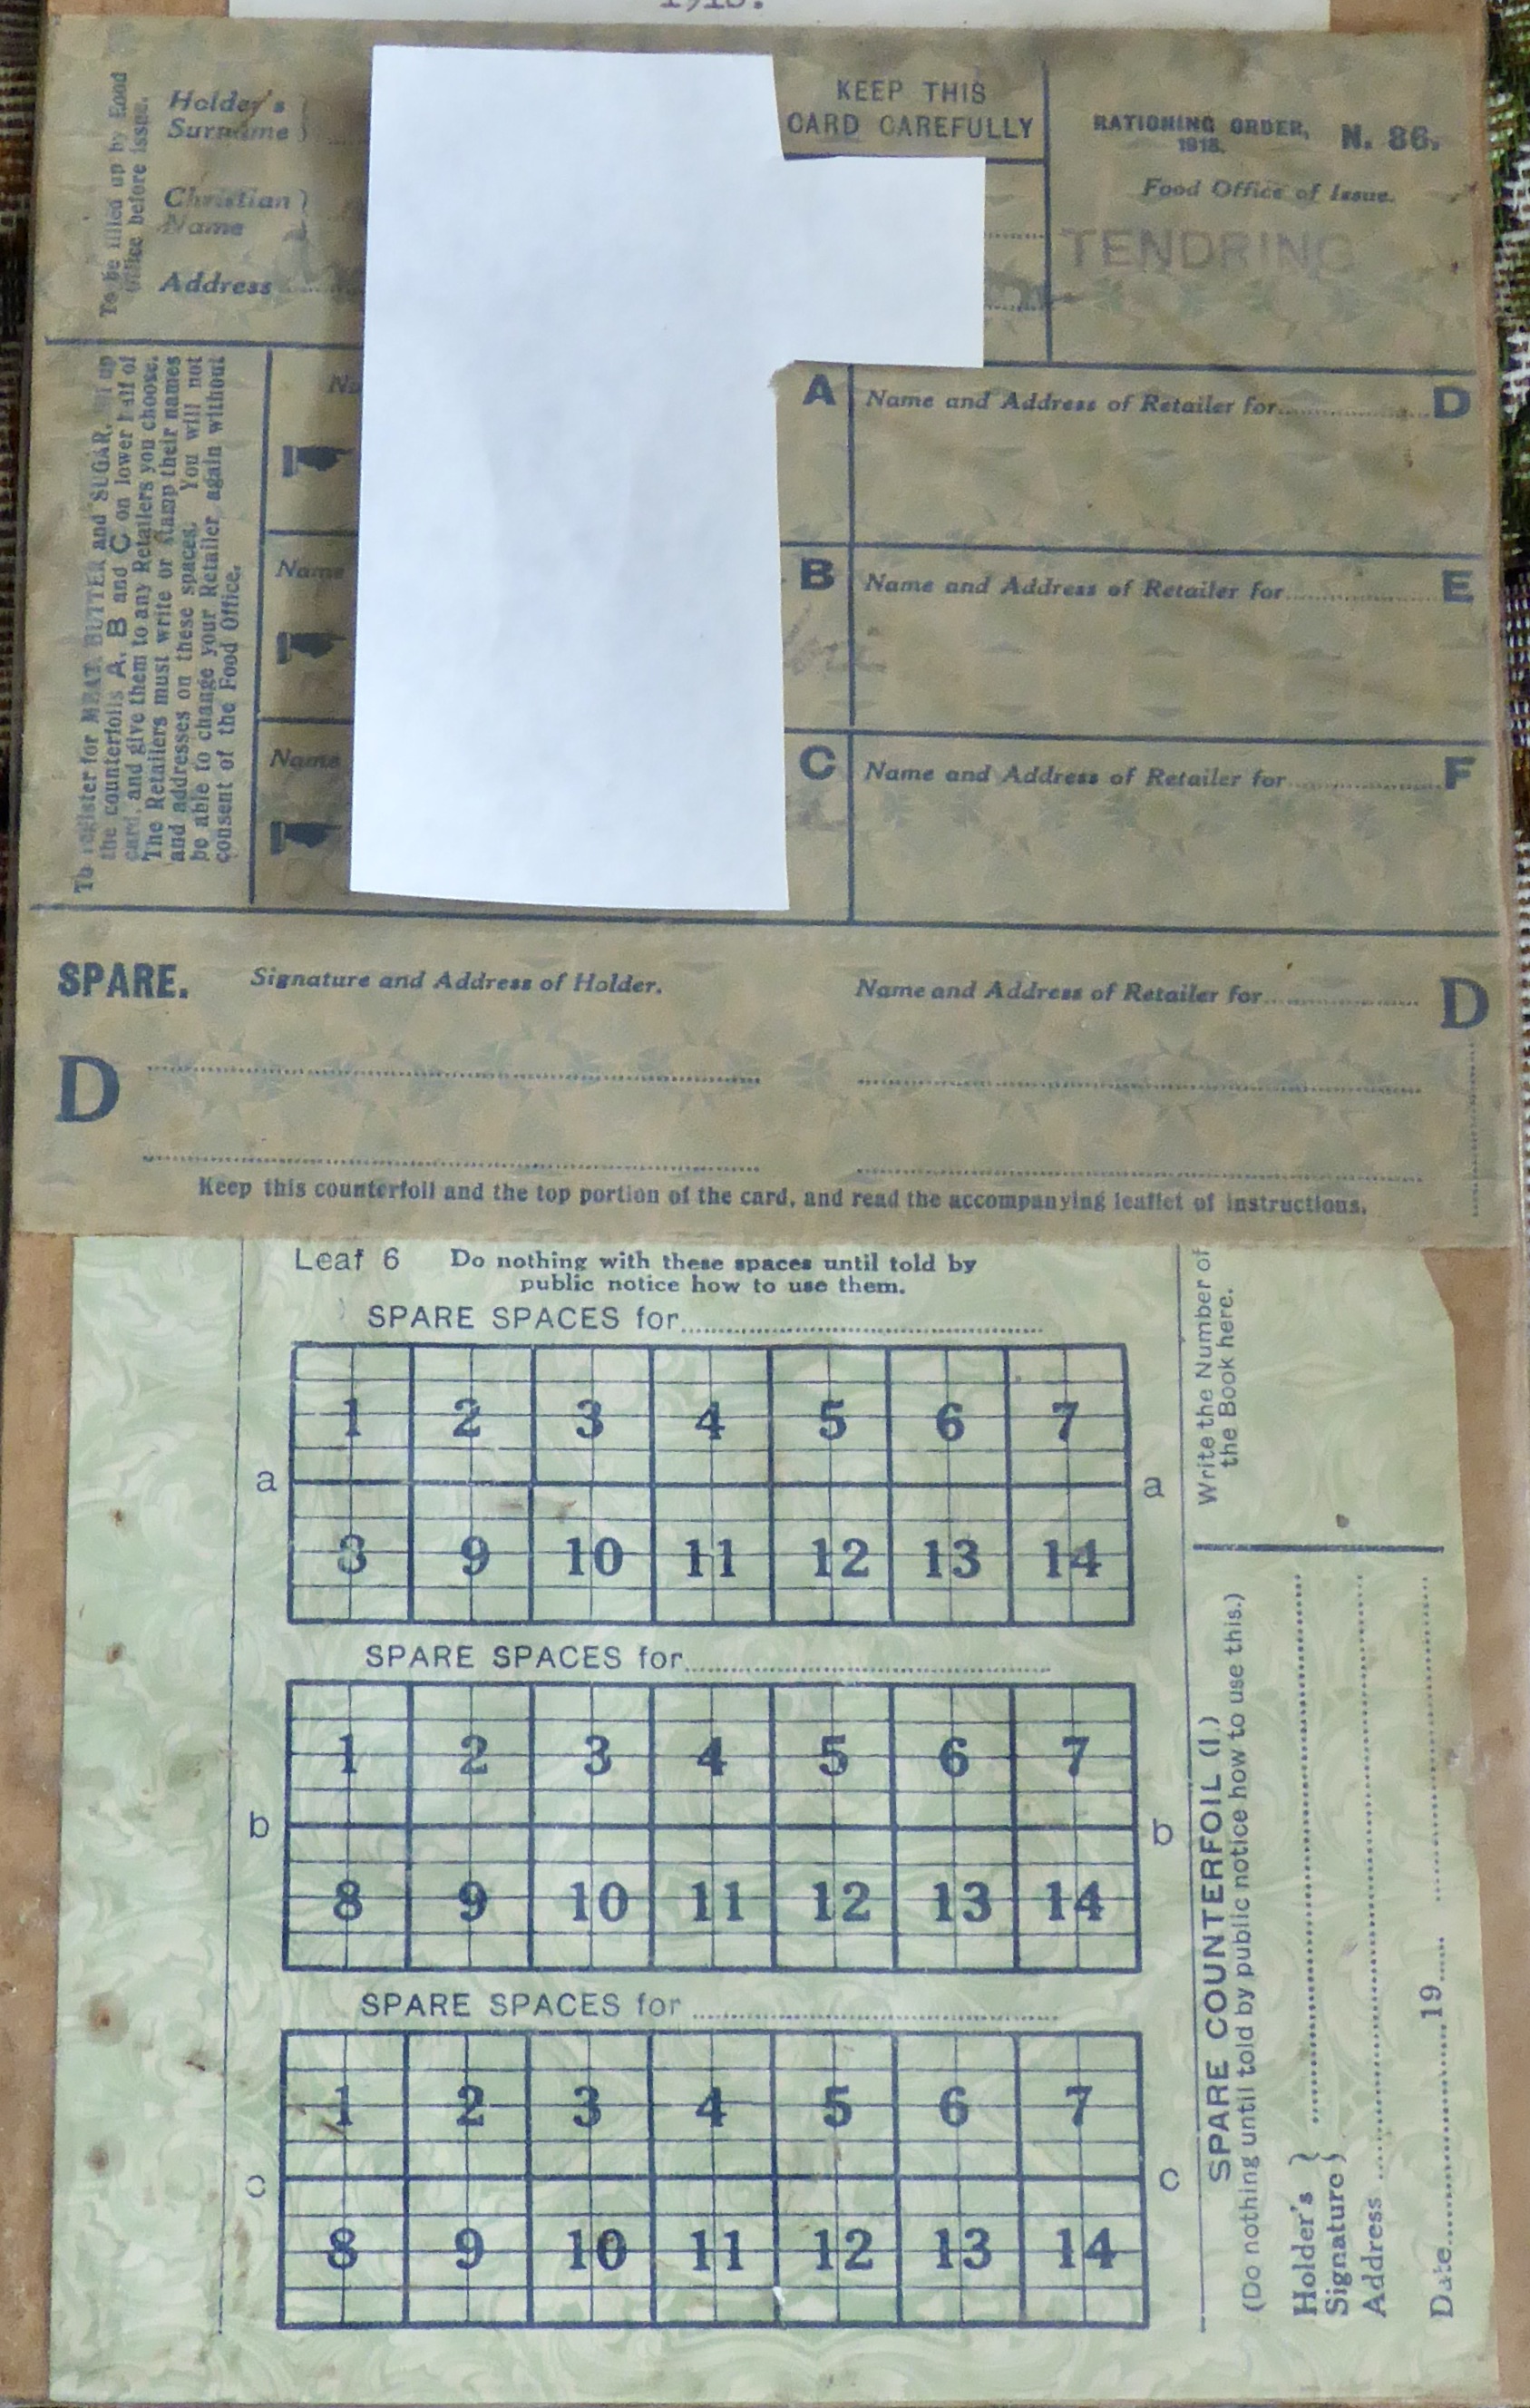 1918.
To be filled up by Food
Office before issue.
Holder's
Surname
Christian
Name
Address
KEEP THIS
CARD CAREFULLY
RATIONING ORDER,
1918.
N. 86.
Food Office of Issue.
TENDRING
To register for MEAT, BUTTER and SUGAR, fill up
the counterfoils A, B and C on lower half of
card, and give them to any Retailers you choose.
The Retailers must write or stamp their names
and addresses on these spaces. You will not
be able to change your Retailer again without
consent of the Food Office.
A
Name and Address of Retailer for D
Name
B
Name and Address of Retailer for E
Name
C
Name and Address of Retailer for F
SPARE.
Signature and Address of Holder.
Name and Address of Retailer for D
D
Keep this counterfoil and the top portion of the card, and read the accompanying leaflet of instructions.
Leaf 6 Do nothing with these spaces until told by
public notice how to use them.
SPARE SPACES for
1 2 3 4 5 6 7
a a
8 9 10 11 12 13 14
SPARE SPACES for
1 2 3 4 5 6 7
b b
8 9 10 11 12 13 14
SPARE SPACES for
1 2 3 4 5 6 7
c c
8 9 10 11 12 13 14
Write the Number of
the Book here.
SPARE COUNTERFOIL (I.)
(Do nothing until told by public notice how to use this.)
Holder's
Signature
Address
Date 19